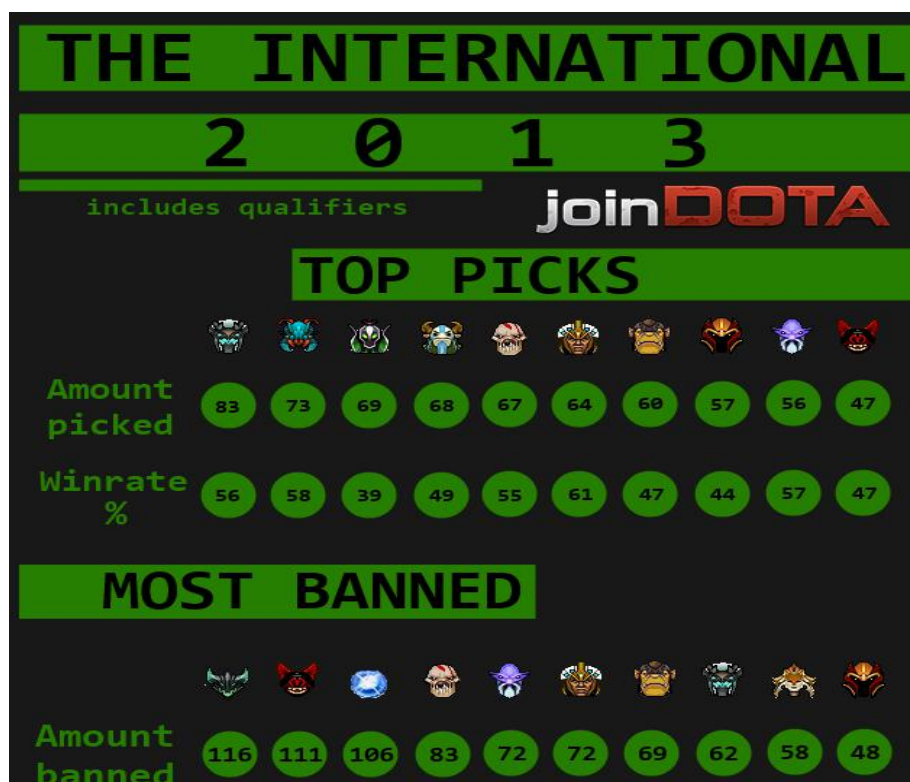 THE INTERNATIONAL
2 0 1 3
includes qualifiers
joinDOTA
TOP PICKS
Amount picked
83 73 69 68 67 64 60 57 56 47
Winrate %
56 58 39 49 55 61 47 44 57 47
MOST BANNED
Amount banned
116 111 106 83 72 72 69 62 58 48